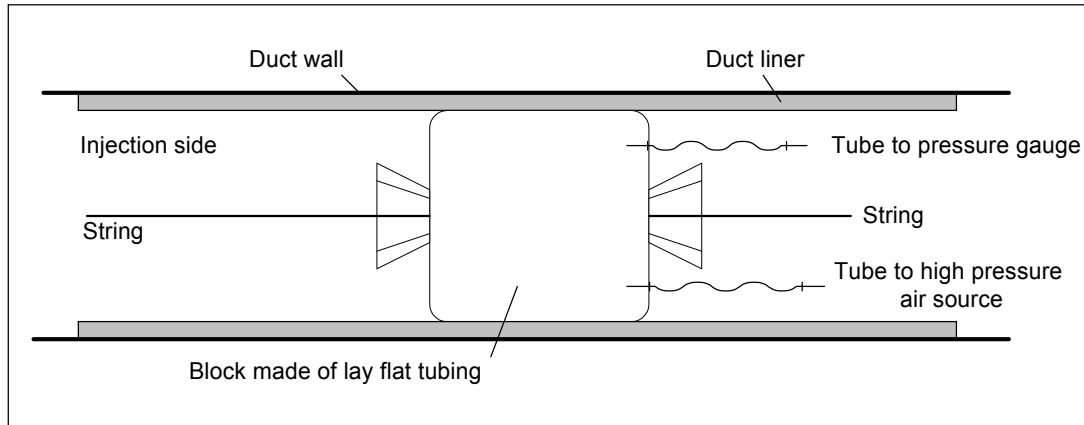 Duct wall
Duct liner
Injection side
Tube to pressure gauge
String
String
Tube to high pressure
air source
Block made of lay flat tubing